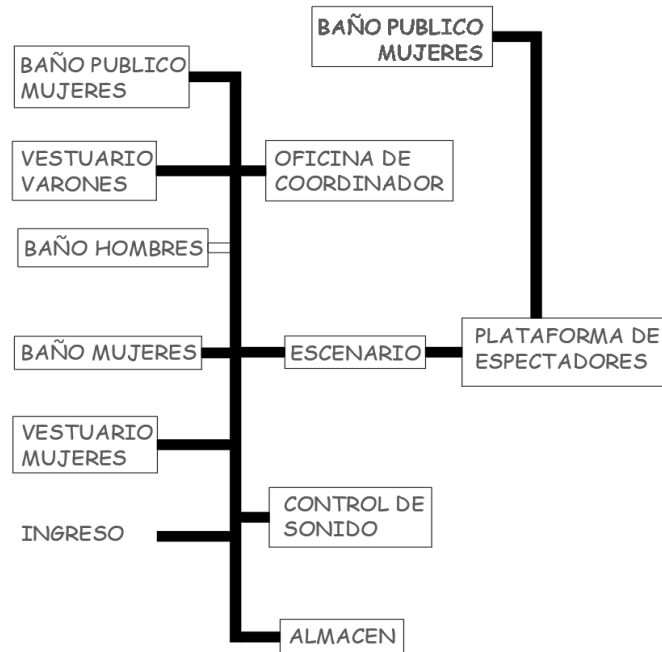 BAÑO PUBLICO
MUJERES
BAÑO PUBLICO
MUJERES
VESTUARIO
VARONES
OFICINA DE
COORDINADOR
BAÑO HOMBRES
BAÑO MUJERES
ESCENARIO
PLATAFORMA DE
ESPECTADORES
VESTUARIO
MUJERES
CONTROL DE
SONIDO
INGRESO
ALMACEN